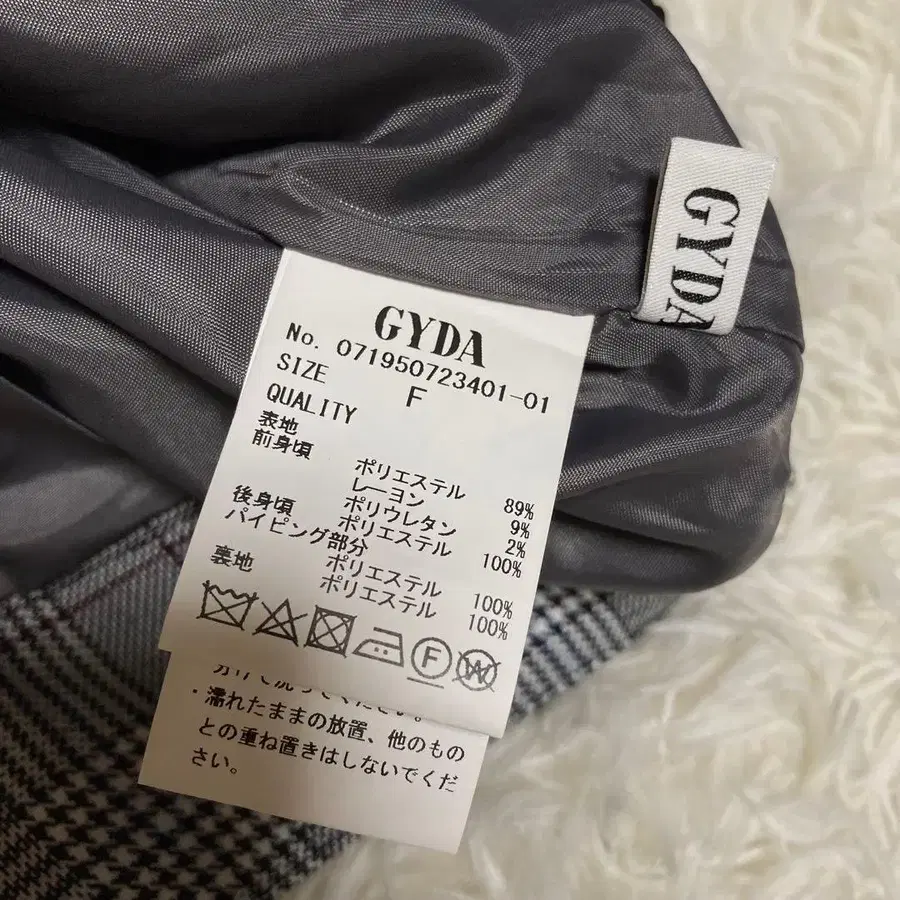 GYDA
GYDA
No. 071950723401-01
SIZE F
QUALITY
表地
前身頃
ポリエステル 89%
レーヨン 9%
ポリウレタン 2%
後身頃 ポリエステル 100%
パイピング部分
ポリエステル 100%
裏地 ポリエステル 100%
F
W
・濡れたままの放置、他のもの
との重ね置きはしないでくだ
さい。